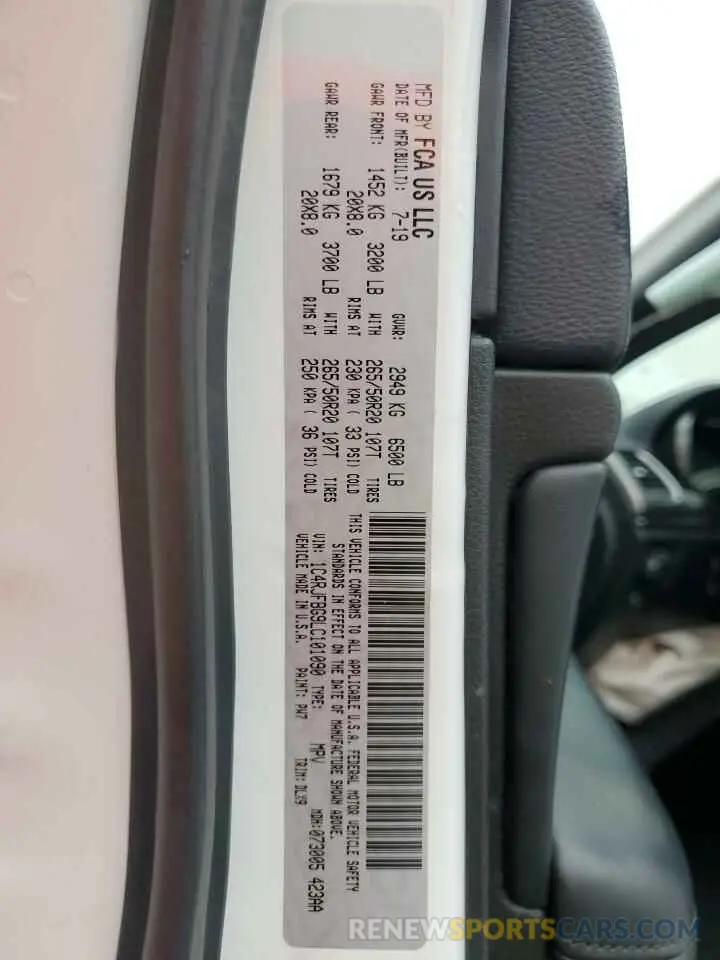 MFD BY FCA US LLC
DATE OF MFR(BUILT): 7-19 GVWR: 2949 KG 6500 LB
GAWR FRONT: 1452 KG 3200 LB WITH 265/50R20 107T TIRES
20X8.0 RIMS AT 230 KPA ( 33 PSI) COLD
GAWR REAR: 1679 KG 3700 LB WITH 265/50R20 107T TIRES
20X8.0 RIMS AT 250 KPA ( 36 PSI) COLD
THIS VEHICLE CONFORMS TO ALL APPLICABLE U.S.A. FEDERAL MOTOR VEHICLE SAFETY
STANDARDS IN EFFECT ON THE DATE OF MANUFACTURE SHOWN ABOVE.
VIN: 1C4RJFBG9LC101090 TYPE: MPV MDH:073005 423AA
VEHICLE MADE IN U.S.A. PAINT: PW7 TRIM:DLX9
RENEWSPORTSCARS.COM